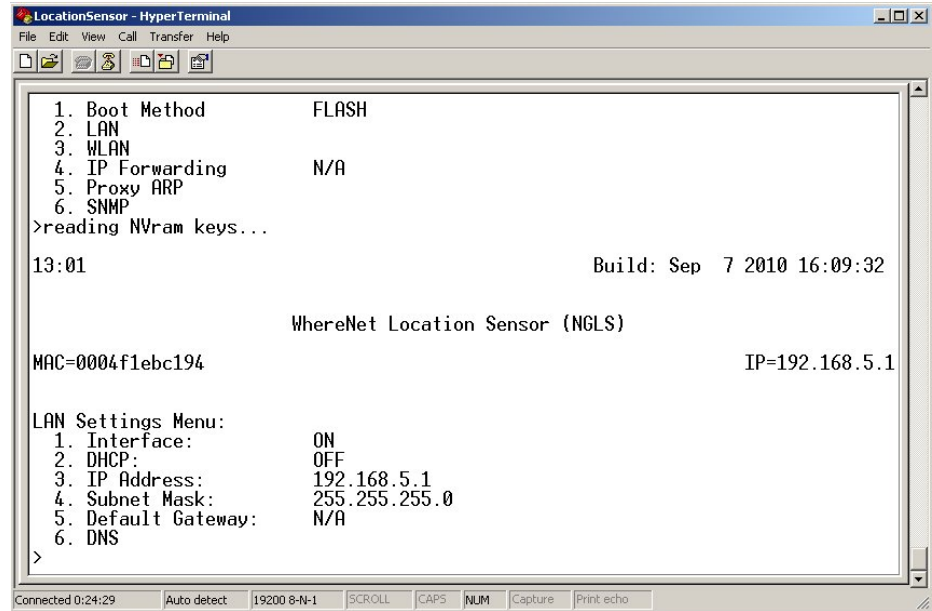 LocationSensor - HyperTerminal
File Edit View Call Transfer Help
1. Boot Method FLASH
2. LAN
3. WLAN
4. IP Forwarding N/A
5. Proxy ARP
6. SNMP
>reading NVram keys...
13:01 Build: Sep 7 2010 16:09:32
WhereNet Location Sensor (NGLS)
MAC=0004f1ebc194 IP=192.168.5.1
LAN Settings Menu:
1. Interface: ON
2. DHCP: OFF
3. IP Address: 192.168.5.1
4. Subnet Mask: 255.255.255.0
5. Default Gateway: N/A
6. DNS
>
Connected 0:24:29 Auto detect 19200 8-N-1 SCROLL CAPS NUM Capture Print echo